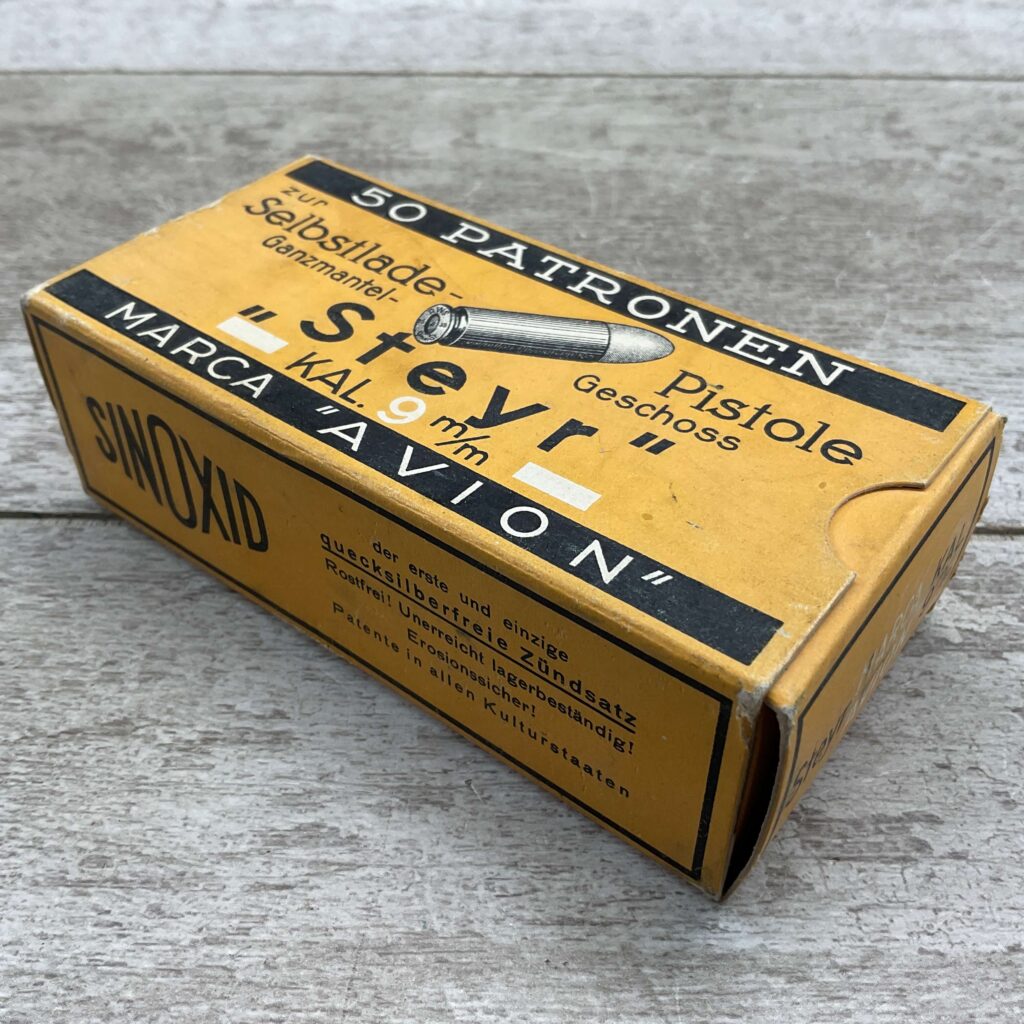 50 PATRONEN
zur
Selbstlade-Pistole
Ganzmantel-Geschoss
"Steyr"
KAL. 9 m/m
MARCA "AVION"
SINOXID
der erste und einzige
quecksilberfreie Zündsatz
Rostfrei! Unerreicht lagerbeständig!
Erosionssicher!
Patente in allen Kulturstaaten
Steyr